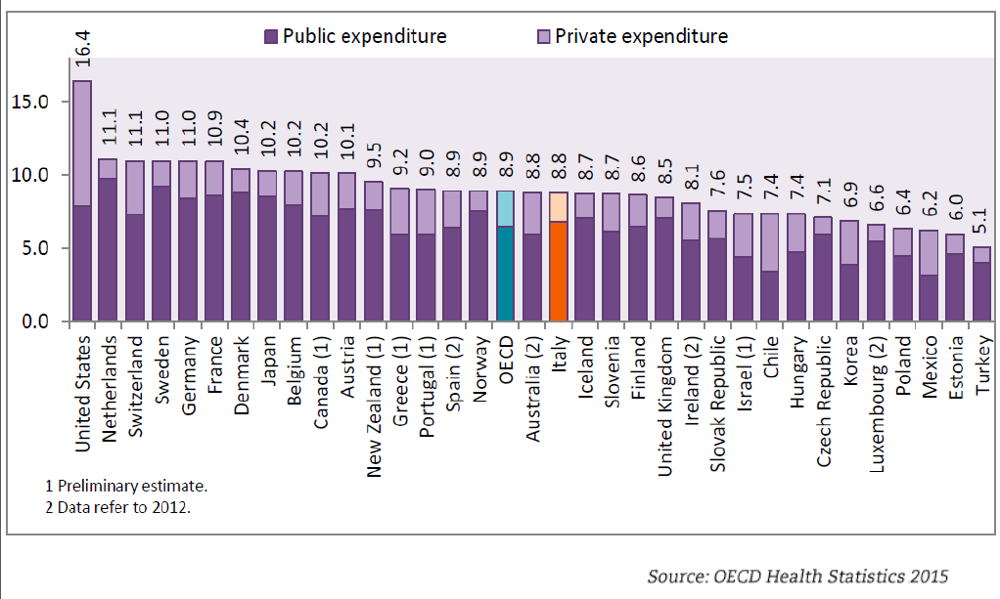 Public expenditure
Private expenditure
16.4
11.1
11.1
11.0
11.0
10.9
10.4
10.2
10.2
10.2
10.1
9.5
9.2
9.0
8.9
8.9
8.9
8.8
8.8
8.7
8.7
8.6
8.5
8.1
7.6
7.5
7.4
7.4
7.1
6.9
6.6
6.4
6.2
6.0
5.1
15.0
10.0
5.0
0.0
United States
Netherlands
Switzerland
Sweden
Germany
France
Denmark
Japan
Belgium
Canada (1)
Austria
New Zealand (1)
Greece (1)
Portugal (1)
Spain (2)
Norway
OECD
Australia (2)
Italy
Iceland
Slovenia
Finland
United Kingdom
Ireland (2)
Slovak Republic
Israel (1)
Chile
Hungary
Czech Republic
Korea
Luxembourg (2)
Poland
Mexico
Estonia
Turkey
1 Preliminary estimate.
2 Data refer to 2012.
Source: OECD Health Statistics 2015